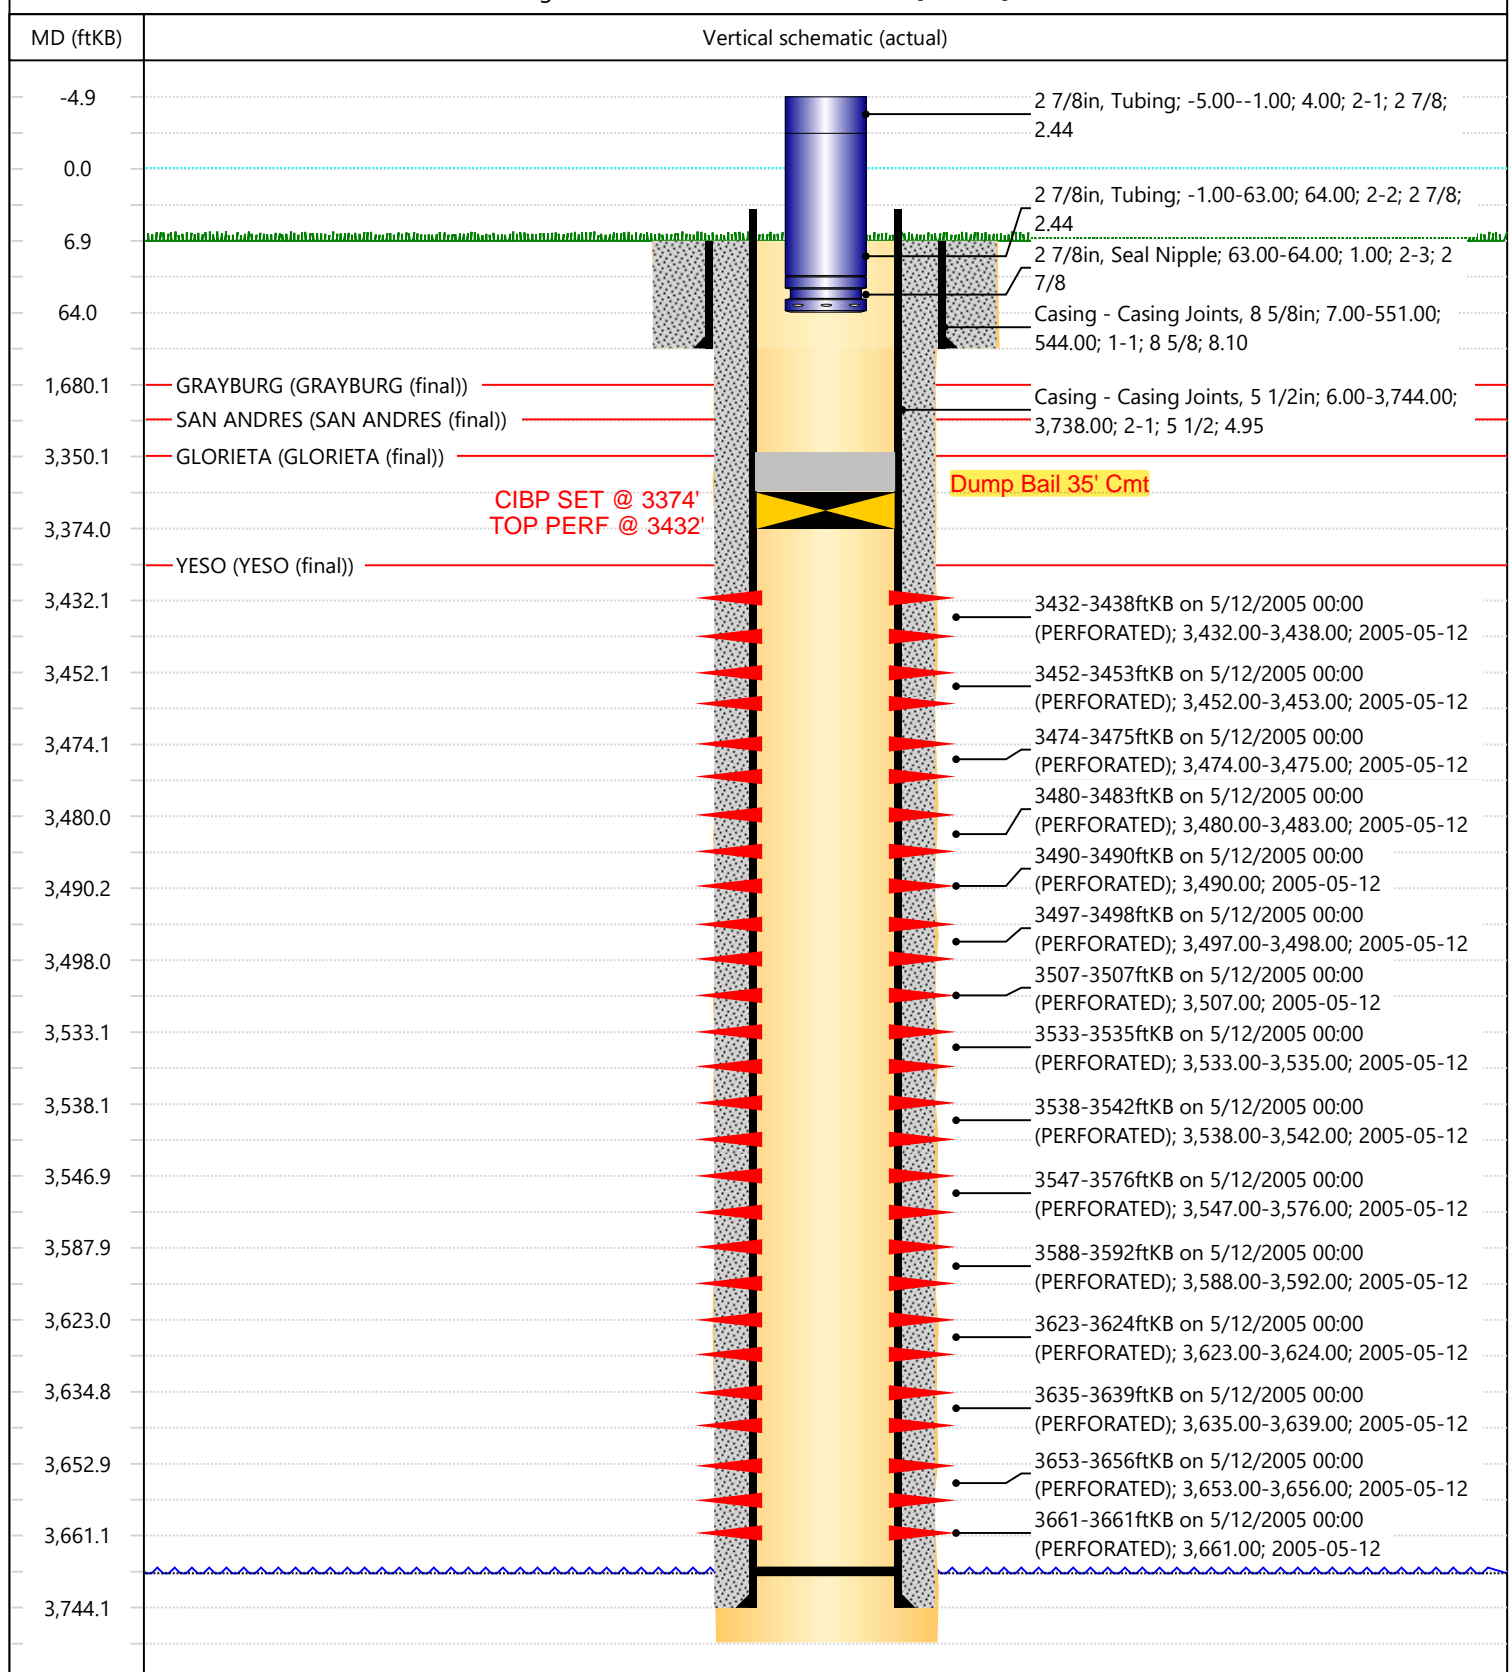 MD (ftKB)
Vertical schematic (actual)
-4.9
2 7/8in, Tubing; -5.00--1.00; 4.00; 2-1; 2 7/8;
2.44
0.0
2 7/8in, Tubing; -1.00-63.00; 64.00; 2-2; 2 7/8;
2.44
6.9
2 7/8in, Seal Nipple; 63.00-64.00; 1.00; 2-3; 2
7/8
64.0
Casing - Casing Joints, 8 5/8in; 7.00-551.00;
544.00; 1-1; 8 5/8; 8.10
1,680.1
GRAYBURG (GRAYBURG (final))
Casing - Casing Joints, 5 1/2in; 6.00-3,744.00;
3,738.00; 2-1; 5 1/2; 4.95
SAN ANDRES (SAN ANDRES (final))
3,350.1
GLORIETA (GLORIETA (final))
Dump Bail 35' Cmt
CIBP SET @ 3374'
TOP PERF @ 3432'
3,374.0
YESO (YESO (final))
3,432.1
3432-3438ftKB on 5/12/2005 00:00
(PERFORATED); 3,432.00-3,438.00; 2005-05-12
3,452.1
3452-3453ftKB on 5/12/2005 00:00
(PERFORATED); 3,452.00-3,453.00; 2005-05-12
3,474.1
3474-3475ftKB on 5/12/2005 00:00
(PERFORATED); 3,474.00-3,475.00; 2005-05-12
3,480.0
3480-3483ftKB on 5/12/2005 00:00
(PERFORATED); 3,480.00-3,483.00; 2005-05-12
3,490.2
3490-3490ftKB on 5/12/2005 00:00
(PERFORATED); 3,490.00; 2005-05-12
3497-3498ftKB on 5/12/2005 00:00
(PERFORATED); 3,497.00-3,498.00; 2005-05-12
3,498.0
3507-3507ftKB on 5/12/2005 00:00
(PERFORATED); 3,507.00; 2005-05-12
3,533.1
3533-3535ftKB on 5/12/2005 00:00
(PERFORATED); 3,533.00-3,535.00; 2005-05-12
3,538.1
3538-3542ftKB on 5/12/2005 00:00
(PERFORATED); 3,538.00-3,542.00; 2005-05-12
3,546.9
3547-3576ftKB on 5/12/2005 00:00
(PERFORATED); 3,547.00-3,576.00; 2005-05-12
3,587.9
3588-3592ftKB on 5/12/2005 00:00
(PERFORATED); 3,588.00-3,592.00; 2005-05-12
3,623.0
3623-3624ftKB on 5/12/2005 00:00
(PERFORATED); 3,623.00-3,624.00; 2005-05-12
3,634.8
3635-3639ftKB on 5/12/2005 00:00
(PERFORATED); 3,635.00-3,639.00; 2005-05-12
3,652.9
3653-3656ftKB on 5/12/2005 00:00
(PERFORATED); 3,653.00-3,656.00; 2005-05-12
3,661.1
3661-3661ftKB on 5/12/2005 00:00
(PERFORATED); 3,661.00; 2005-05-12
3,744.1